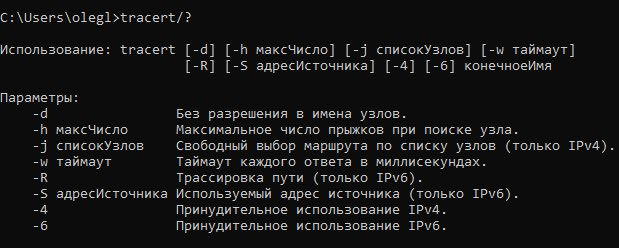 C:\Users\olegl>tracert/?
Использование: tracert [-d] [-h максЧисло] [-j списокУзлов] [-w таймаут]
[-R] [-S адресИсточника] [-4] [-6] конечноеИмя
Параметры:
-d Без разрешения в имена узлов.
-h максЧисло Максимальное число прыжков при поиске узла.
-j списокУзлов Свободный выбор маршрута по списку узлов (только IPv4).
-w таймаут Таймаут каждого ответа в миллисекундах.
-R Трассировка пути (только IPv6).
-S адресИсточника Используемый адрес источника (только IPv6).
-4 Принудительное использование IPv4.
-6 Принудительное использование IPv6.